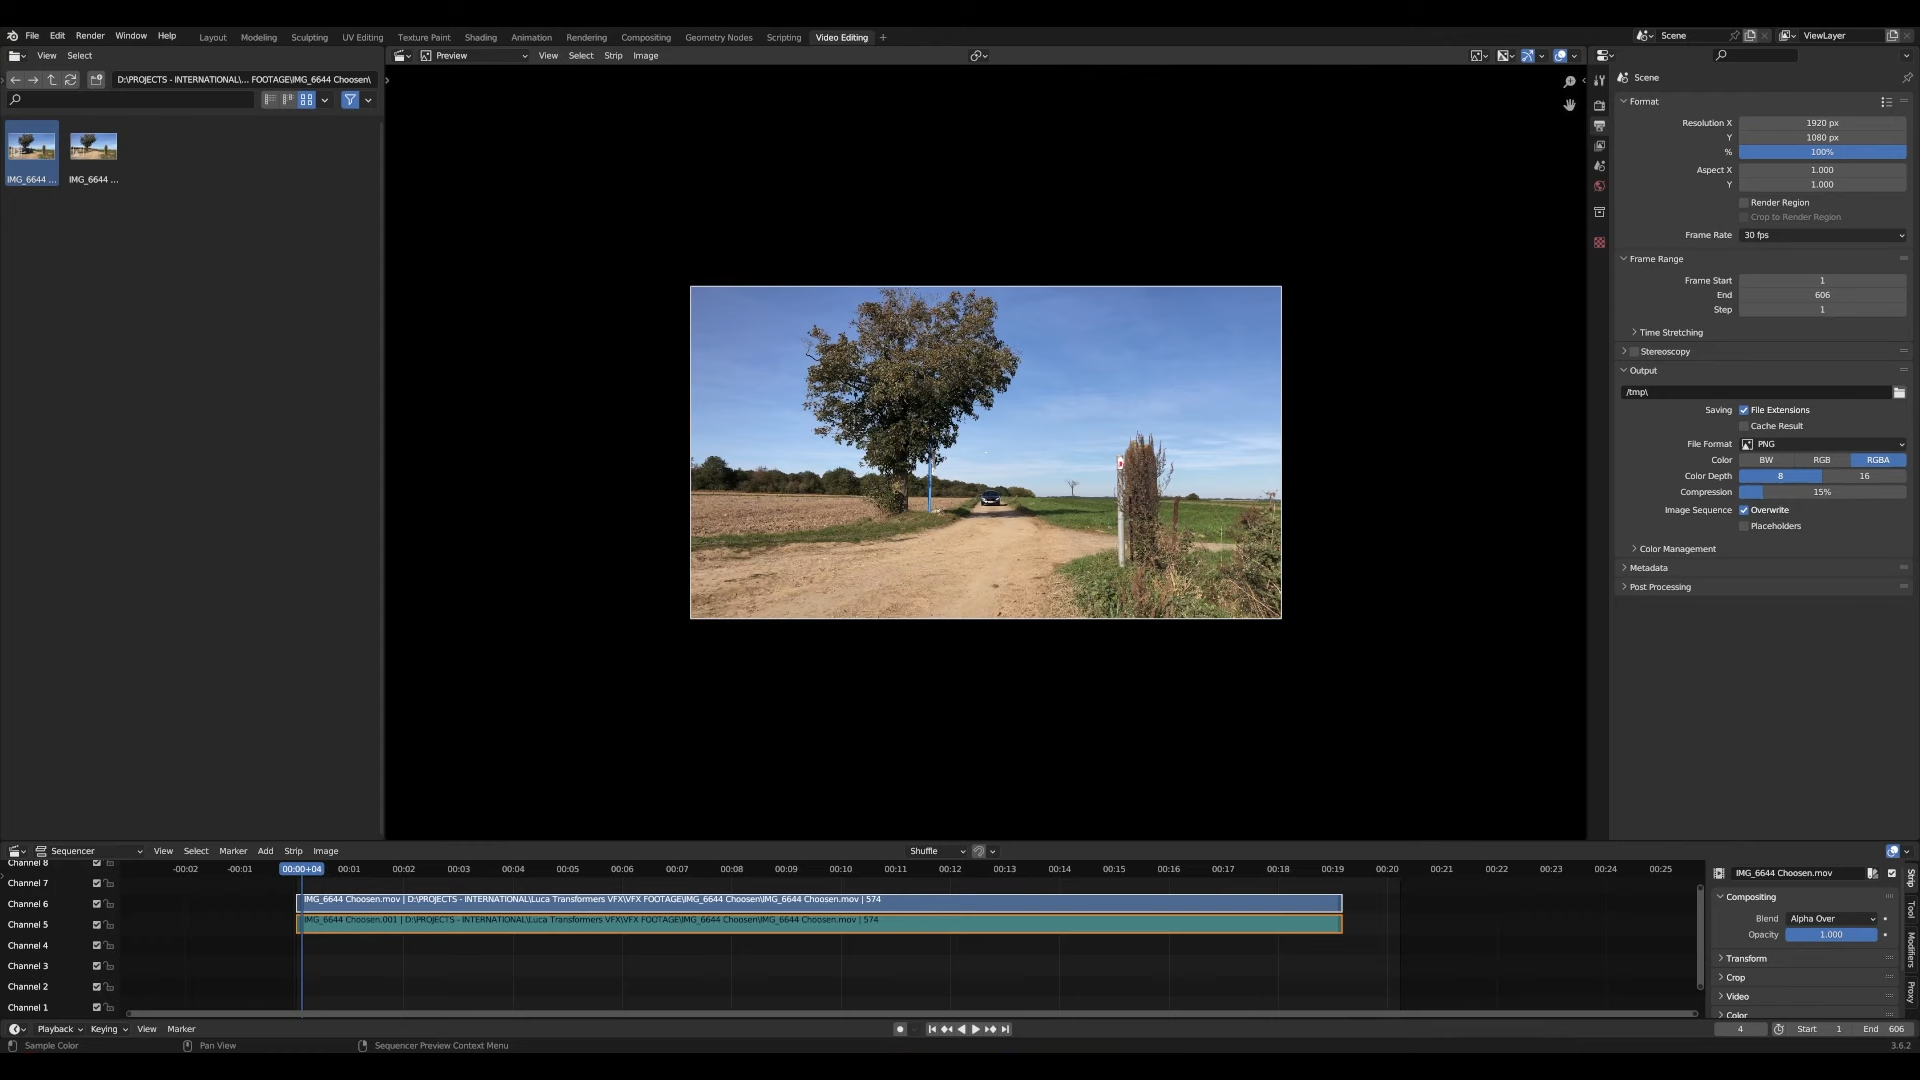 File Edit Render Window Help Layout Modeling Sculpting UV Editing Texture Paint Shading Animation Rendering Compositing Geometry Nodes Scripting Video Editing + Scene ViewLayer
View Select
Preview View Select Strip Image
D:\PROJECTS - INTERNATIONAL\... FOOTAGE\IMG_6644 Choosen\
IMG_6644 ... IMG_6644 ...
Scene
Format
Resolution X 1920 px
Y 1080 px
% 100%
Aspect X 1.000
Y 1.000
Render Region
Crop to Render Region
Frame Rate 30 fps
Frame Range
Frame Start 1
End 606
Step 1
Time Stretching
Stereoscopy
Output
/tmp\
Saving File Extensions
Cache Result
File Format PNG
Color BW RGB RGBA
Color Depth 8 16
Compression 15%
Image Sequence Overwrite
Placeholders
Color Management
Metadata
Post Processing
Sequencer View Select Marker Add Strip Image Shuffle
-00:02 -00:01 00:00+04 00:01 00:02 00:03 00:04 00:05 00:06 00:07 00:08 00:09 00:10 00:11 00:12 00:13 00:14 00:15 00:16 00:17 00:18 00:19 00:20 00:21 00:22 00:23 00:24 00:25
Channel 8
Channel 7
Channel 6
Channel 5
Channel 4
Channel 3
Channel 2
Channel 1
IMG_6644 Choosen.mov | D:\PROJECTS - INTERNATIONAL\Luca Transformers VFX\VFX FOOTAGE\IMG_6644 Choosen\IMG_6644 Choosen.mov | 574
IMG_6644 Choosen.001 | D:\PROJECTS - INTERNATIONAL\Luca Transformers VFX\VFX FOOTAGE\IMG_6644 Choosen\IMG_6644 Choosen.mov | 574
IMG_6644 Choosen.mov
Compositing
Blend Alpha Over
Opacity 1.000
Transform
Crop
Video
Color
Strip
Tool
Modifiers
Proxy
Playback Keying View Marker
4 Start 1 End 606
Sample Color Pan View Sequencer Preview Context Menu 3.6.2